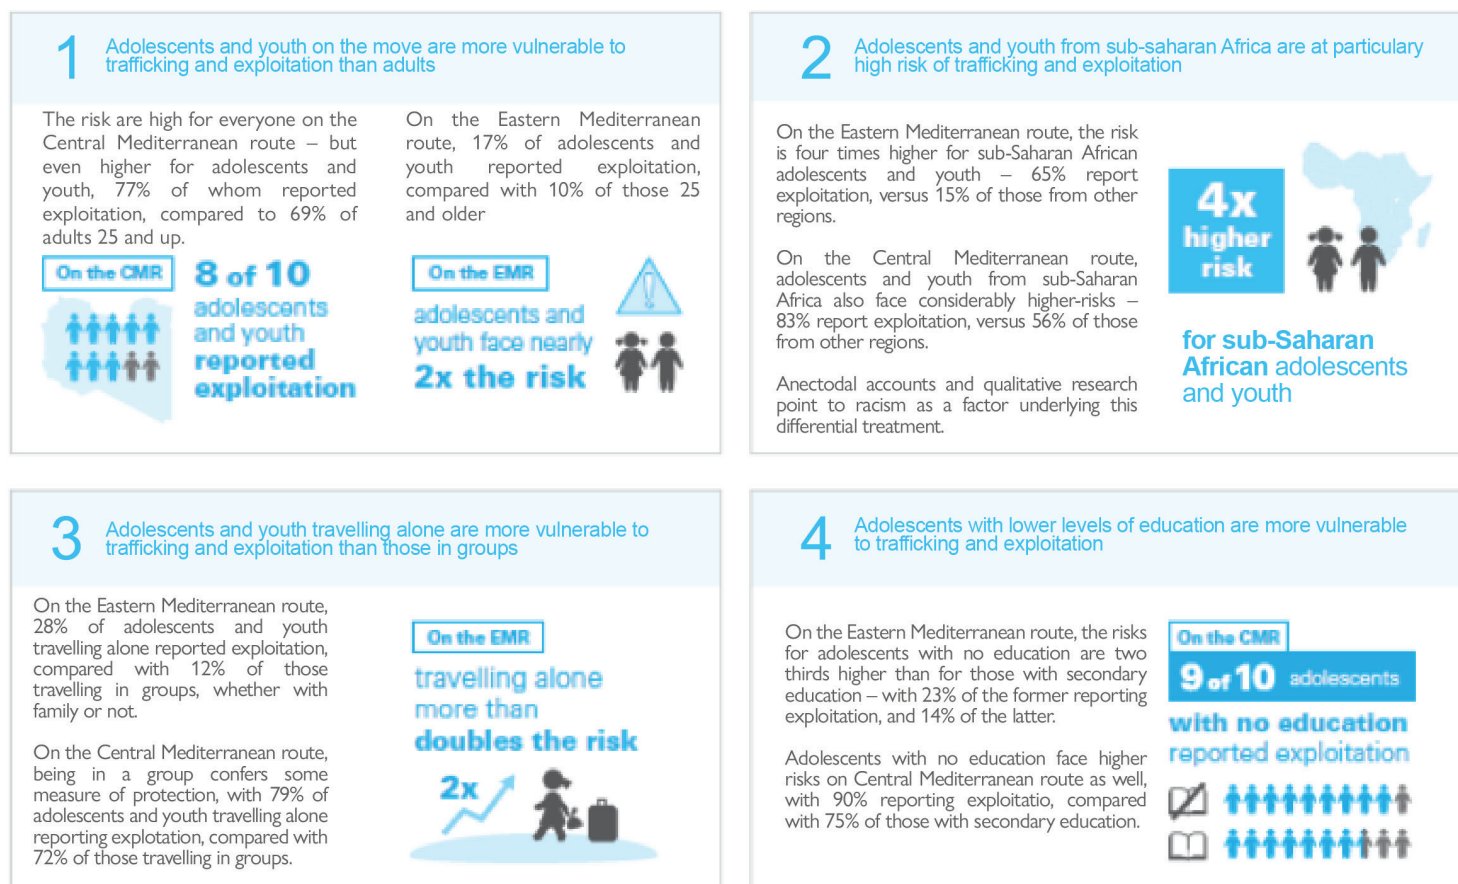 1
Adolescents and youth on the move are more vulnerable to
trafficking and exploitation than adults
The risk are high for everyone on the
Central Mediterranean route – but
even higher for adolescents and
youth, 77% of whom reported
exploitation, compared to 69% of
adults 25 and up.
On the CMR
8 of 10
adolescents
and youth
reported
exploitation
On the Eastern Mediterranean
route, 17% of adolescents and
youth reported exploitation,
compared with 10% of those 25
and older
On the EMR
adolescents and
youth face nearly
2x the risk
2
Adolescents and youth from sub-saharan Africa are at particulary
high risk of trafficking and exploitation
On the Eastern Mediterranean route, the risk
is four times higher for sub-Saharan African
adolescents and youth – 65% report
exploitation, versus 15% of those from other
regions.
On the Central Mediterranean route,
adolescents and youth from sub-Saharan
Africa also face considerably higher-risks –
83% report exploitation, versus 56% of those
from other regions.
Anectodal accounts and qualitative research
point to racism as a factor underlying this
differential treatment.
4x
higher
risk
for sub-Saharan
African adolescents
and youth
3
Adolescents and youth travelling alone are more vulnerable to
trafficking and exploitation than those in groups
On the Eastern Mediterranean route,
28% of adolescents and youth
travelling alone reported exploitation,
compared with 12% of those
travelling in groups, whether with
family or not.
On the Central Mediterranean route,
being in a group confers some
measure of protection, with 79% of
adolescents and youth travelling alone
reporting explotation, compared with
72% of those travelling in groups.
On the EMR
travelling alone
more than
doubles the risk
2x
4
Adolescents with lower levels of education are more vulnerable
to trafficking and exploitation
On the Eastern Mediterranean route, the risks
for adolescents with no education are two
thirds higher than for those with secondary
education – with 23% of the former reporting
exploitation, and 14% of the latter.
Adolescents with no education face higher
risks on Central Mediterranean route as well,
with 90% reporting exploitatio, compared
with 75% of those with secondary education.
On the CMR
9 of 10 adolescents
with no education
reported exploitation